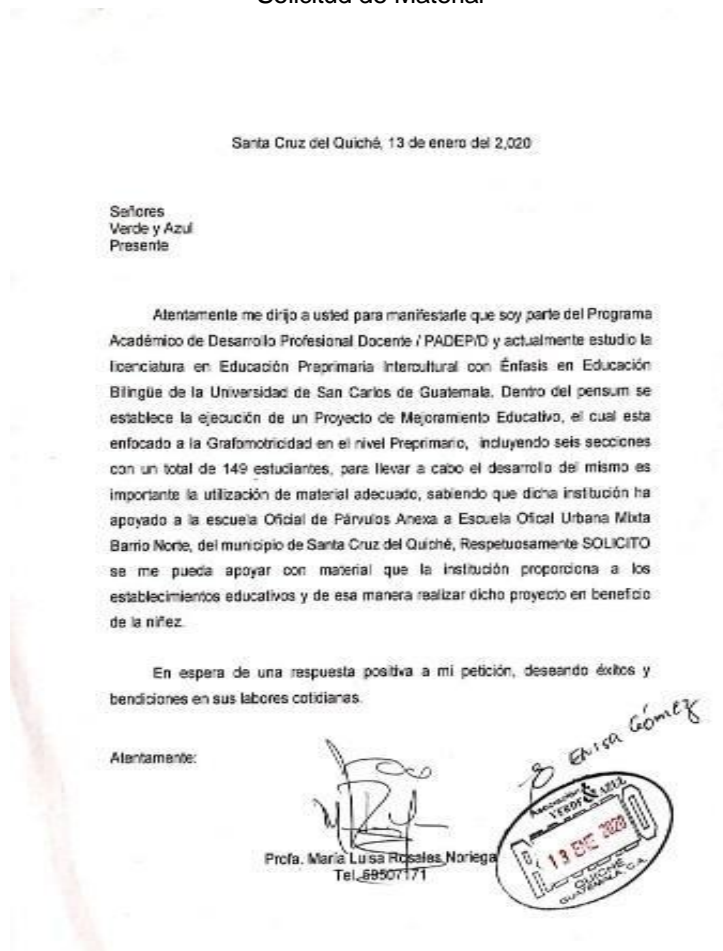 Solicitud de Material
Santa Cruz del Quiché, 13 de enero del 2,020
Señores
Verde y Azul
Presente
Atentamente me dirijo a usted para manifestarle que soy parte del Programa
Académico de Desarrollo Profesional Docente / PADEP/D y actualmente estudio la
licenciatura en Educación Preprimaria Intercultural con Énfasis en Educación
Bilingüe de la Universidad de San Carlos de Guatemala. Dentro del pensum se
establece la ejecución de un Proyecto de Mejoramiento Educativo, el cual esta
enfocado a la Grafomotricidad en el nivel Preprimario, incluyendo seis secciones
con un total de 149 estudiantes, para llevar a cabo el desarrollo del mismo es
importante la utilización de material adecuado, sabiendo que dicha institución ha
apoyado a la escuela Oficial de Párvulos Anexa a Escuela Ofical Urbana Mixta
Barrio Norte, del municipio de Santa Cruz del Quiché, Respetuosamente SOLICITO
se me pueda apoyar con material que la institución proporciona a los
establecimientos educativos y de esa manera realizar dicho proyecto en beneficio
de la niñez.
En espera de una respuesta positiva a mi petición, deseando éxitos y
bendiciones en sus labores cotidianas.
Gómez
Atentamente:
Asociación
VERDE & AZUL
13 ENE 2020
QUICHÉ
GUATEMALA, C.A.
Profa. María Luisa Rosales Noriega
Tel. 59507171